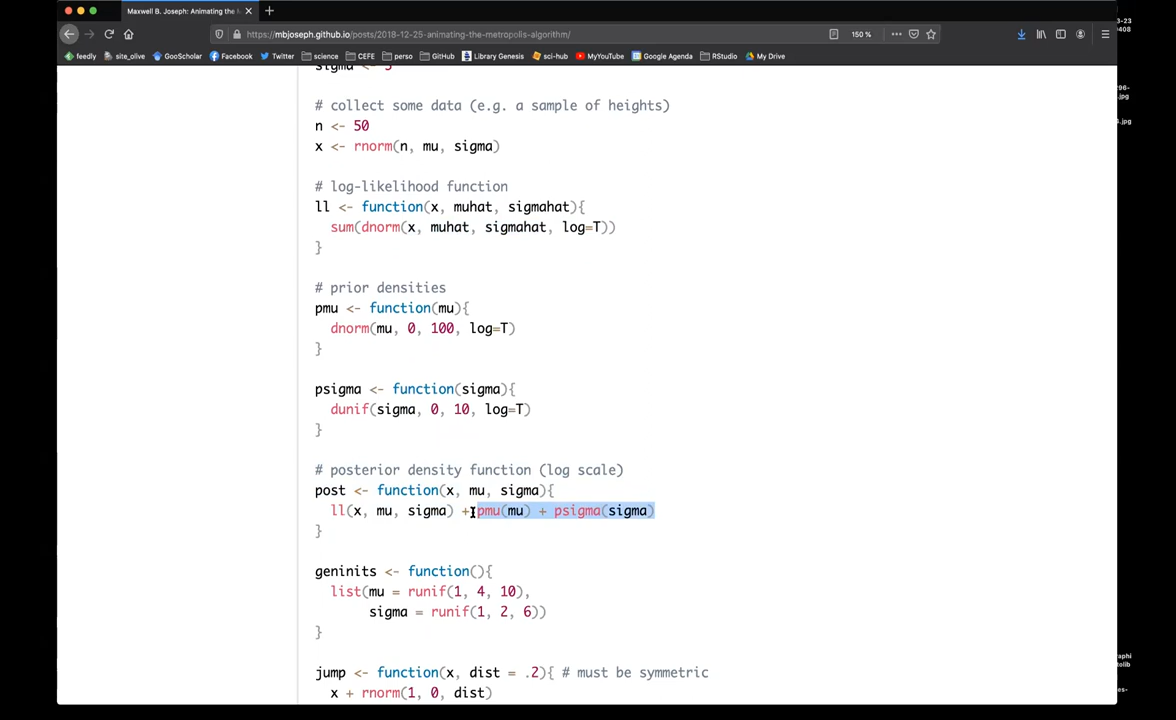 Maxwell B. Joseph: Animating the
https://mbjoseph.github.io/posts/2018-12-25-animating-the-metropolis-algorithm/
150%
feedly
site_olive
GooScholar
Facebook
Twitter
science
CEFE
perso
GitHub
Library Genesis
sci-hub
MyYouTube
Google Agenda
RStudio
My Drive
# collect some data (e.g. a sample of heights)
n <- 50
x <- rnorm(n, mu, sigma)
# log-likelihood function
ll <- function(x, muhat, sigmahat){
sum(dnorm(x, muhat, sigmahat, log=T))
}
# prior densities
pmu <- function(mu){
dnorm(mu, 0, 100, log=T)
}
psigma <- function(sigma){
dunif(sigma, 0, 10, log=T)
}
# posterior density function (log scale)
post <- function(x, mu, sigma){
ll(x, mu, sigma) + pmu(mu) + psigma(sigma)
}
geninits <- function(){
list(mu = runif(1, 4, 10),
sigma = runif(1, 2, 6))
}
jump <- function(x, dist = .2){ # must be symmetric
x + rnorm(1, 0, dist)